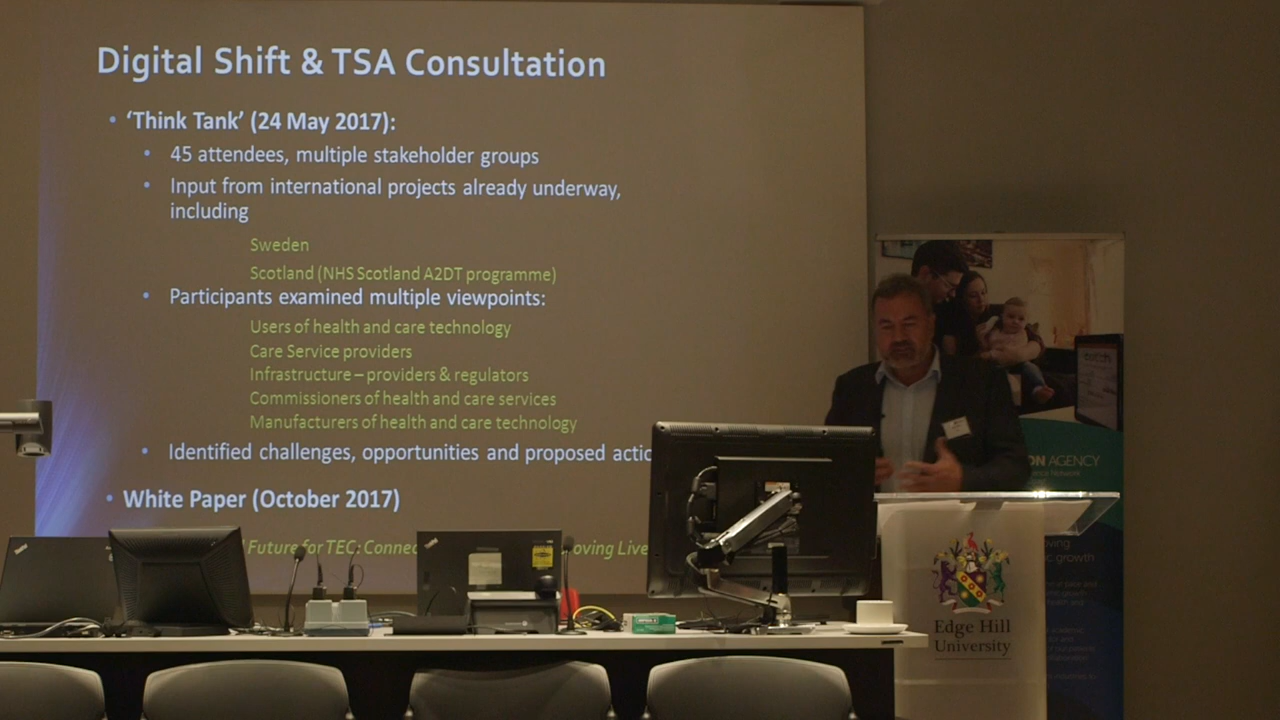 Digital Shift & TSA Consultation
• 'Think Tank' (24 May 2017):
• 45 attendees, multiple stakeholder groups
• Input from international projects already underway,
including
Sweden
Scotland (NHS Scotland A2DT programme)
• Participants examined multiple viewpoints:
Users of health and care technology
Care Service providers
Infrastructure – providers & regulators
Commissioners of health and care services
Manufacturers of health and care technology
• Identified challenges, opportunities and proposed actio
• White Paper (October 2017)
Future for TEC: Connec
oving Live
ON AGENCY
Edge Hill
University